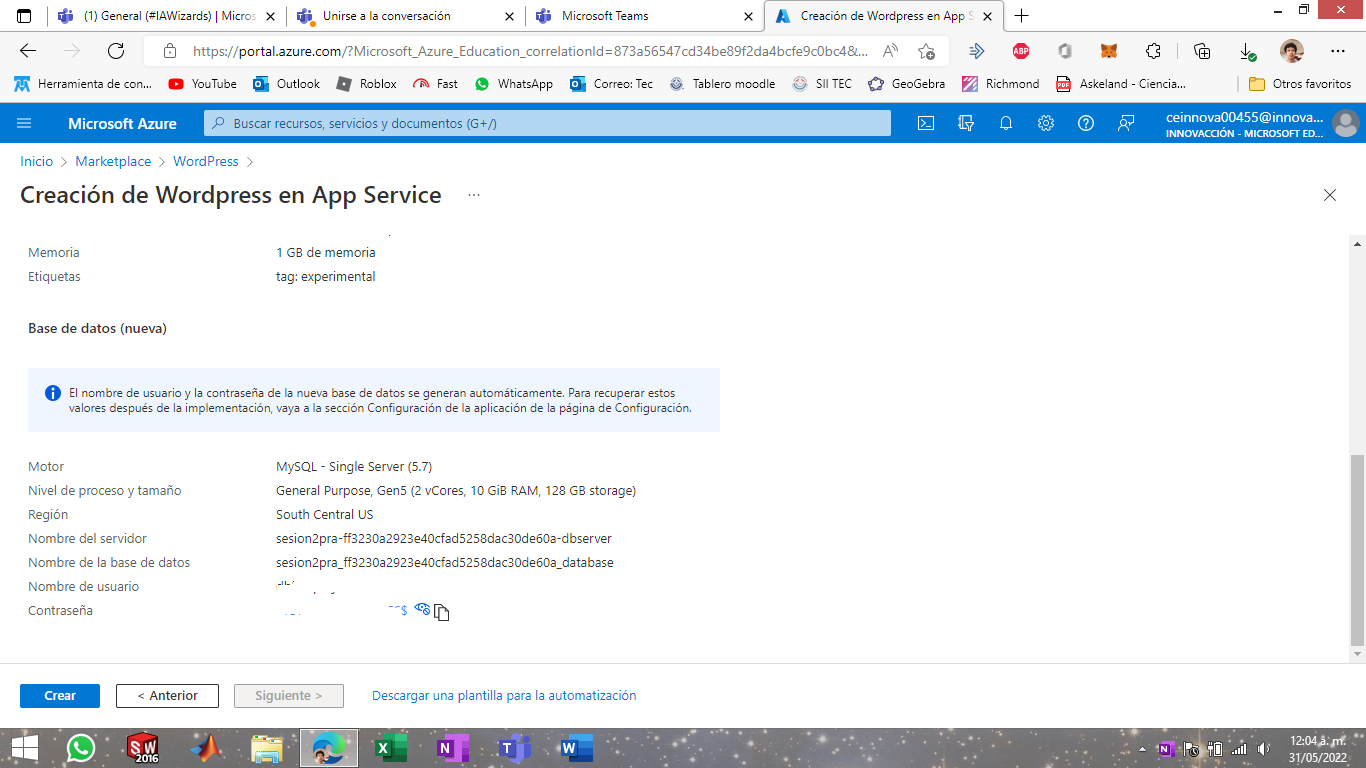 (1) General (#IAWizards) | Micros
Unirse a la conversación
Microsoft Teams
Creación de Wordpress en App S
https://portal.azure.com/?Microsoft_Azure_Education_correlationId=873a56547cd34be89f2da4bcfe9c0bc4&...
ABP
Herramienta de con...
YouTube
Outlook
Roblox
Fast
WhatsApp
Correo: Tec
Tablero moodle
SII TEC
GeoGebra
Richmond
Askeland - Ciencia...
Otros favoritos
Microsoft Azure
Buscar recursos, servicios y documentos (G+/)
ceinnova00455@innova...
INNOVACCIÓN - MICROSOFT ED...
Inicio > Marketplace > WordPress >
Creación de Wordpress en App Service ...
Memoria 1 GB de memoria
Etiquetas tag: experimental
Base de datos (nueva)
El nombre de usuario y la contraseña de la nueva base de datos se generan automáticamente. Para recuperar estos
valores después de la implementación, vaya a la sección Configuración de la aplicación de la página de Configuración.
Motor MySQL - Single Server (5.7)
Nivel de proceso y tamaño General Purpose, Gen5 (2 vCores, 10 GiB RAM, 128 GB storage)
Región South Central US
Nombre del servidor sesion2pra-ff3230a2923e40cfad5258dac30de60a-dbserver
Nombre de la base de datos sesion2pra_ff3230a2923e40cfad5258dac30de60a_database
Nombre de usuario
Contraseña
Crear
< Anterior
Siguiente >
Descargar una plantilla para la automatización
SW
2016
12:04 a. m.
31/05/2022